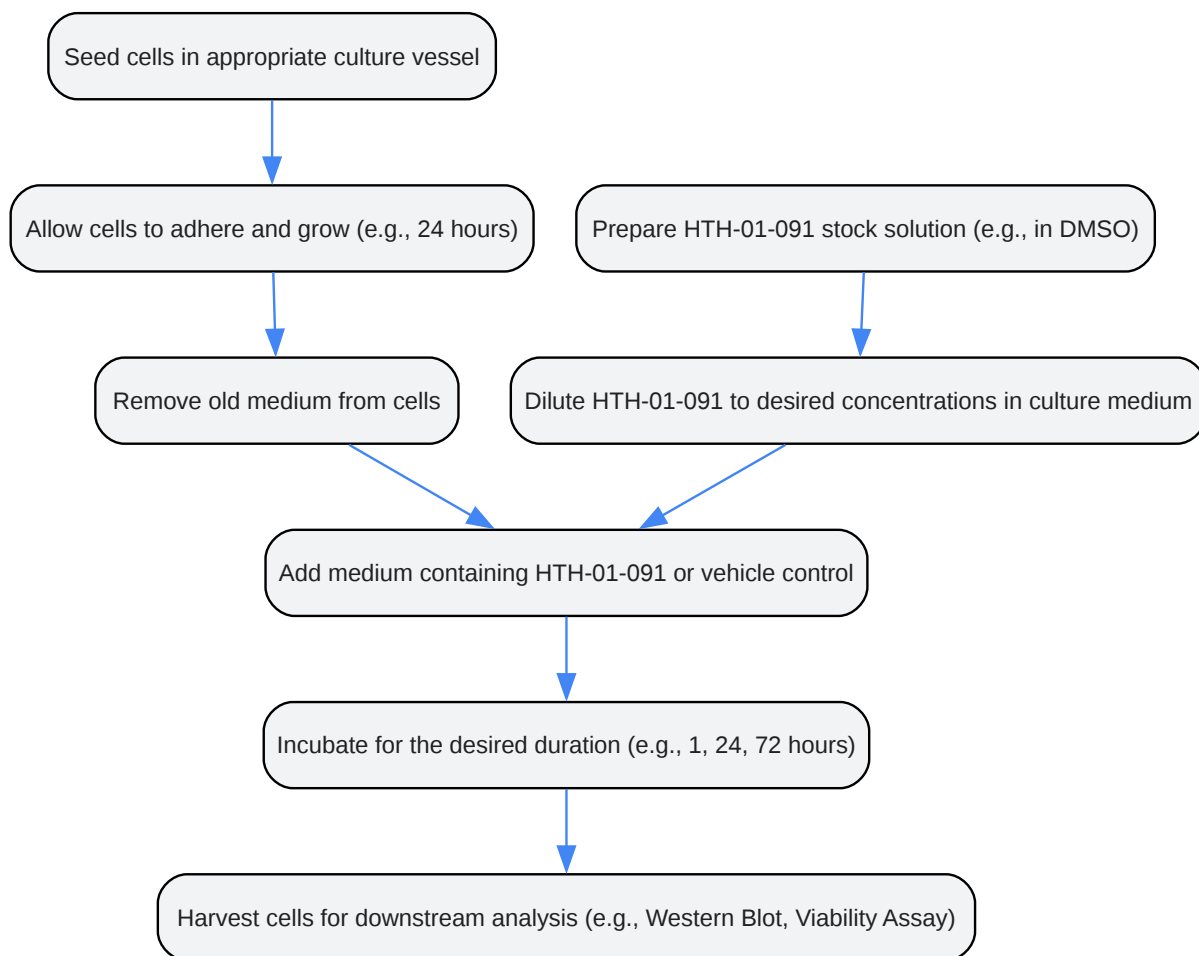 Seed cells in appropriate culture vessel
Allow cells to adhere and grow (e.g., 24 hours)
Prepare HTH-01-091 stock solution (e.g., in DMSO)
Remove old medium from cells
Dilute HTH-01-091 to desired concentrations in culture medium
Add medium containing HTH-01-091 or vehicle control
Incubate for the desired duration (e.g., 1, 24, 72 hours)
Harvest cells for downstream analysis (e.g., Western Blot, Viability Assay)